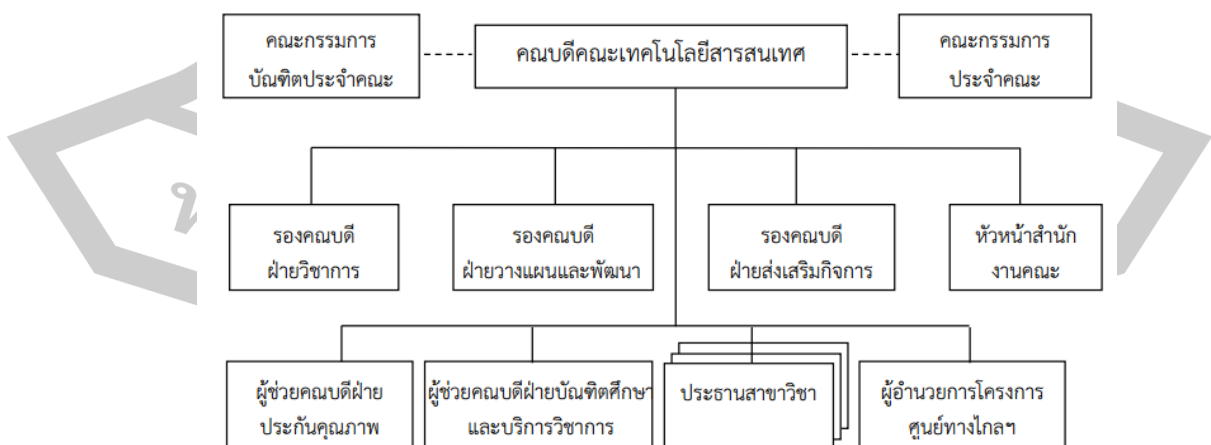 คณะกรรมการ
บัณฑิตประจำคณะ
คณบดีคณะเทคโนโลยีสารสนเทศ
คณะกรรมการ
ประจำคณะ
รองคณบดี
ฝ่ายวิชาการ
รองคณบดี
ฝ่ายวางแผนและพัฒนา
รองคณบดี
ฝ่ายส่งเสริมกิจการ
หัวหน้าสำนัก
งานคณะ
ผู้ช่วยคณบดีฝ่าย
ประกันคุณภาพ
ผู้ช่วยคณบดีฝ่ายบัณฑิตศึกษา
และบริการวิชาการ
ประธานสาขาวิชา
ผู้อำนวยการโครงการ
ศูนย์ทางไกลฯ